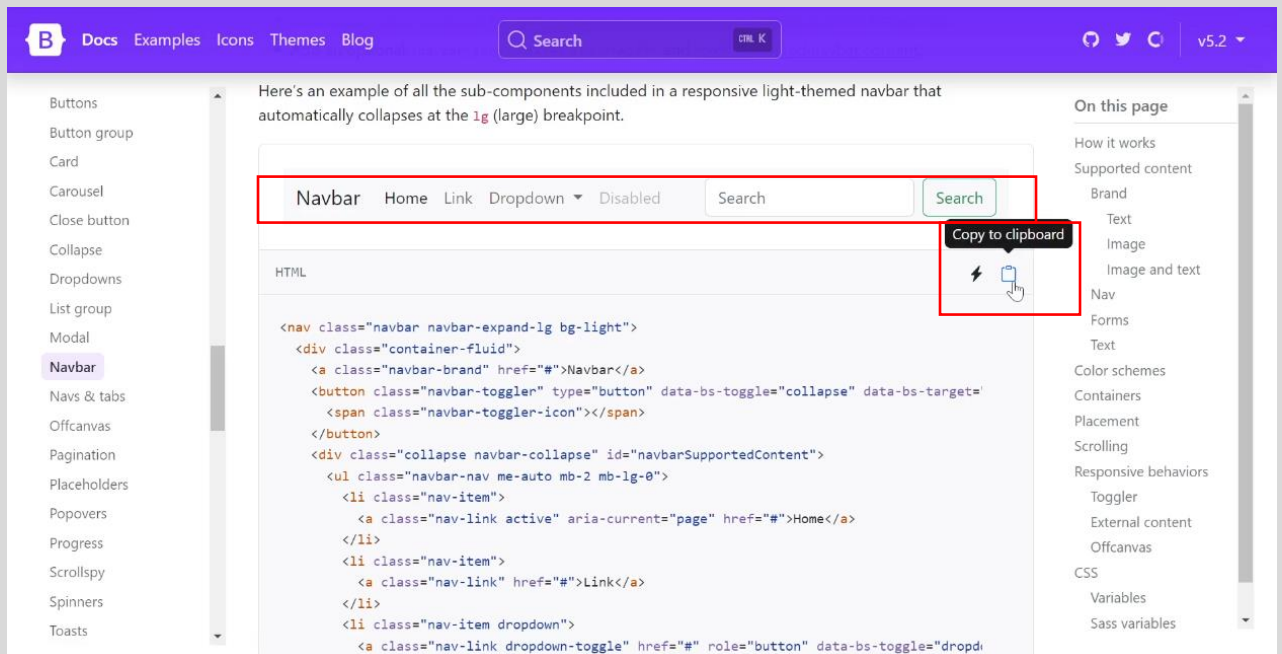 B Docs Examples Icons Themes Blog Search CTRL K v5.2
Buttons
Button group
Card
Carousel
Close button
Collapse
Dropdowns
List group
Modal
Navbar
Navs & tabs
Offcanvas
Pagination
Placeholders
Popovers
Progress
Scrollspy
Spinners
Toasts
Here's an example of all the sub-components included in a responsive light-themed navbar that
automatically collapses at the lg (large) breakpoint.
Navbar Home Link Dropdown Disabled Search Search
Copy to clipboard
HTML
<nav class="navbar navbar-expand-lg bg-light">
<div class="container-fluid">
<a class="navbar-brand" href="#">Navbar</a>
<button class="navbar-toggler" type="button" data-bs-toggle="collapse" data-bs-target="
<span class="navbar-toggler-icon"></span>
</button>
<div class="collapse navbar-collapse" id="navbarSupportedContent">
<ul class="navbar-nav me-auto mb-2 mb-lg-0">
<li class="nav-item">
<a class="nav-link active" aria-current="page" href="#">Home</a>
</li>
<li class="nav-item">
<a class="nav-link" href="#">Link</a>
</li>
<li class="nav-item dropdown">
<a class="nav-link dropdown-toggle" href="#" role="button" data-bs-toggle="dropd
On this page
How it works
Supported content
Brand
Text
Image
Image and text
Nav
Forms
Text
Color schemes
Containers
Placement
Scrolling
Responsive behaviors
Toggler
External content
Offcanvas
CSS
Variables
Sass variables